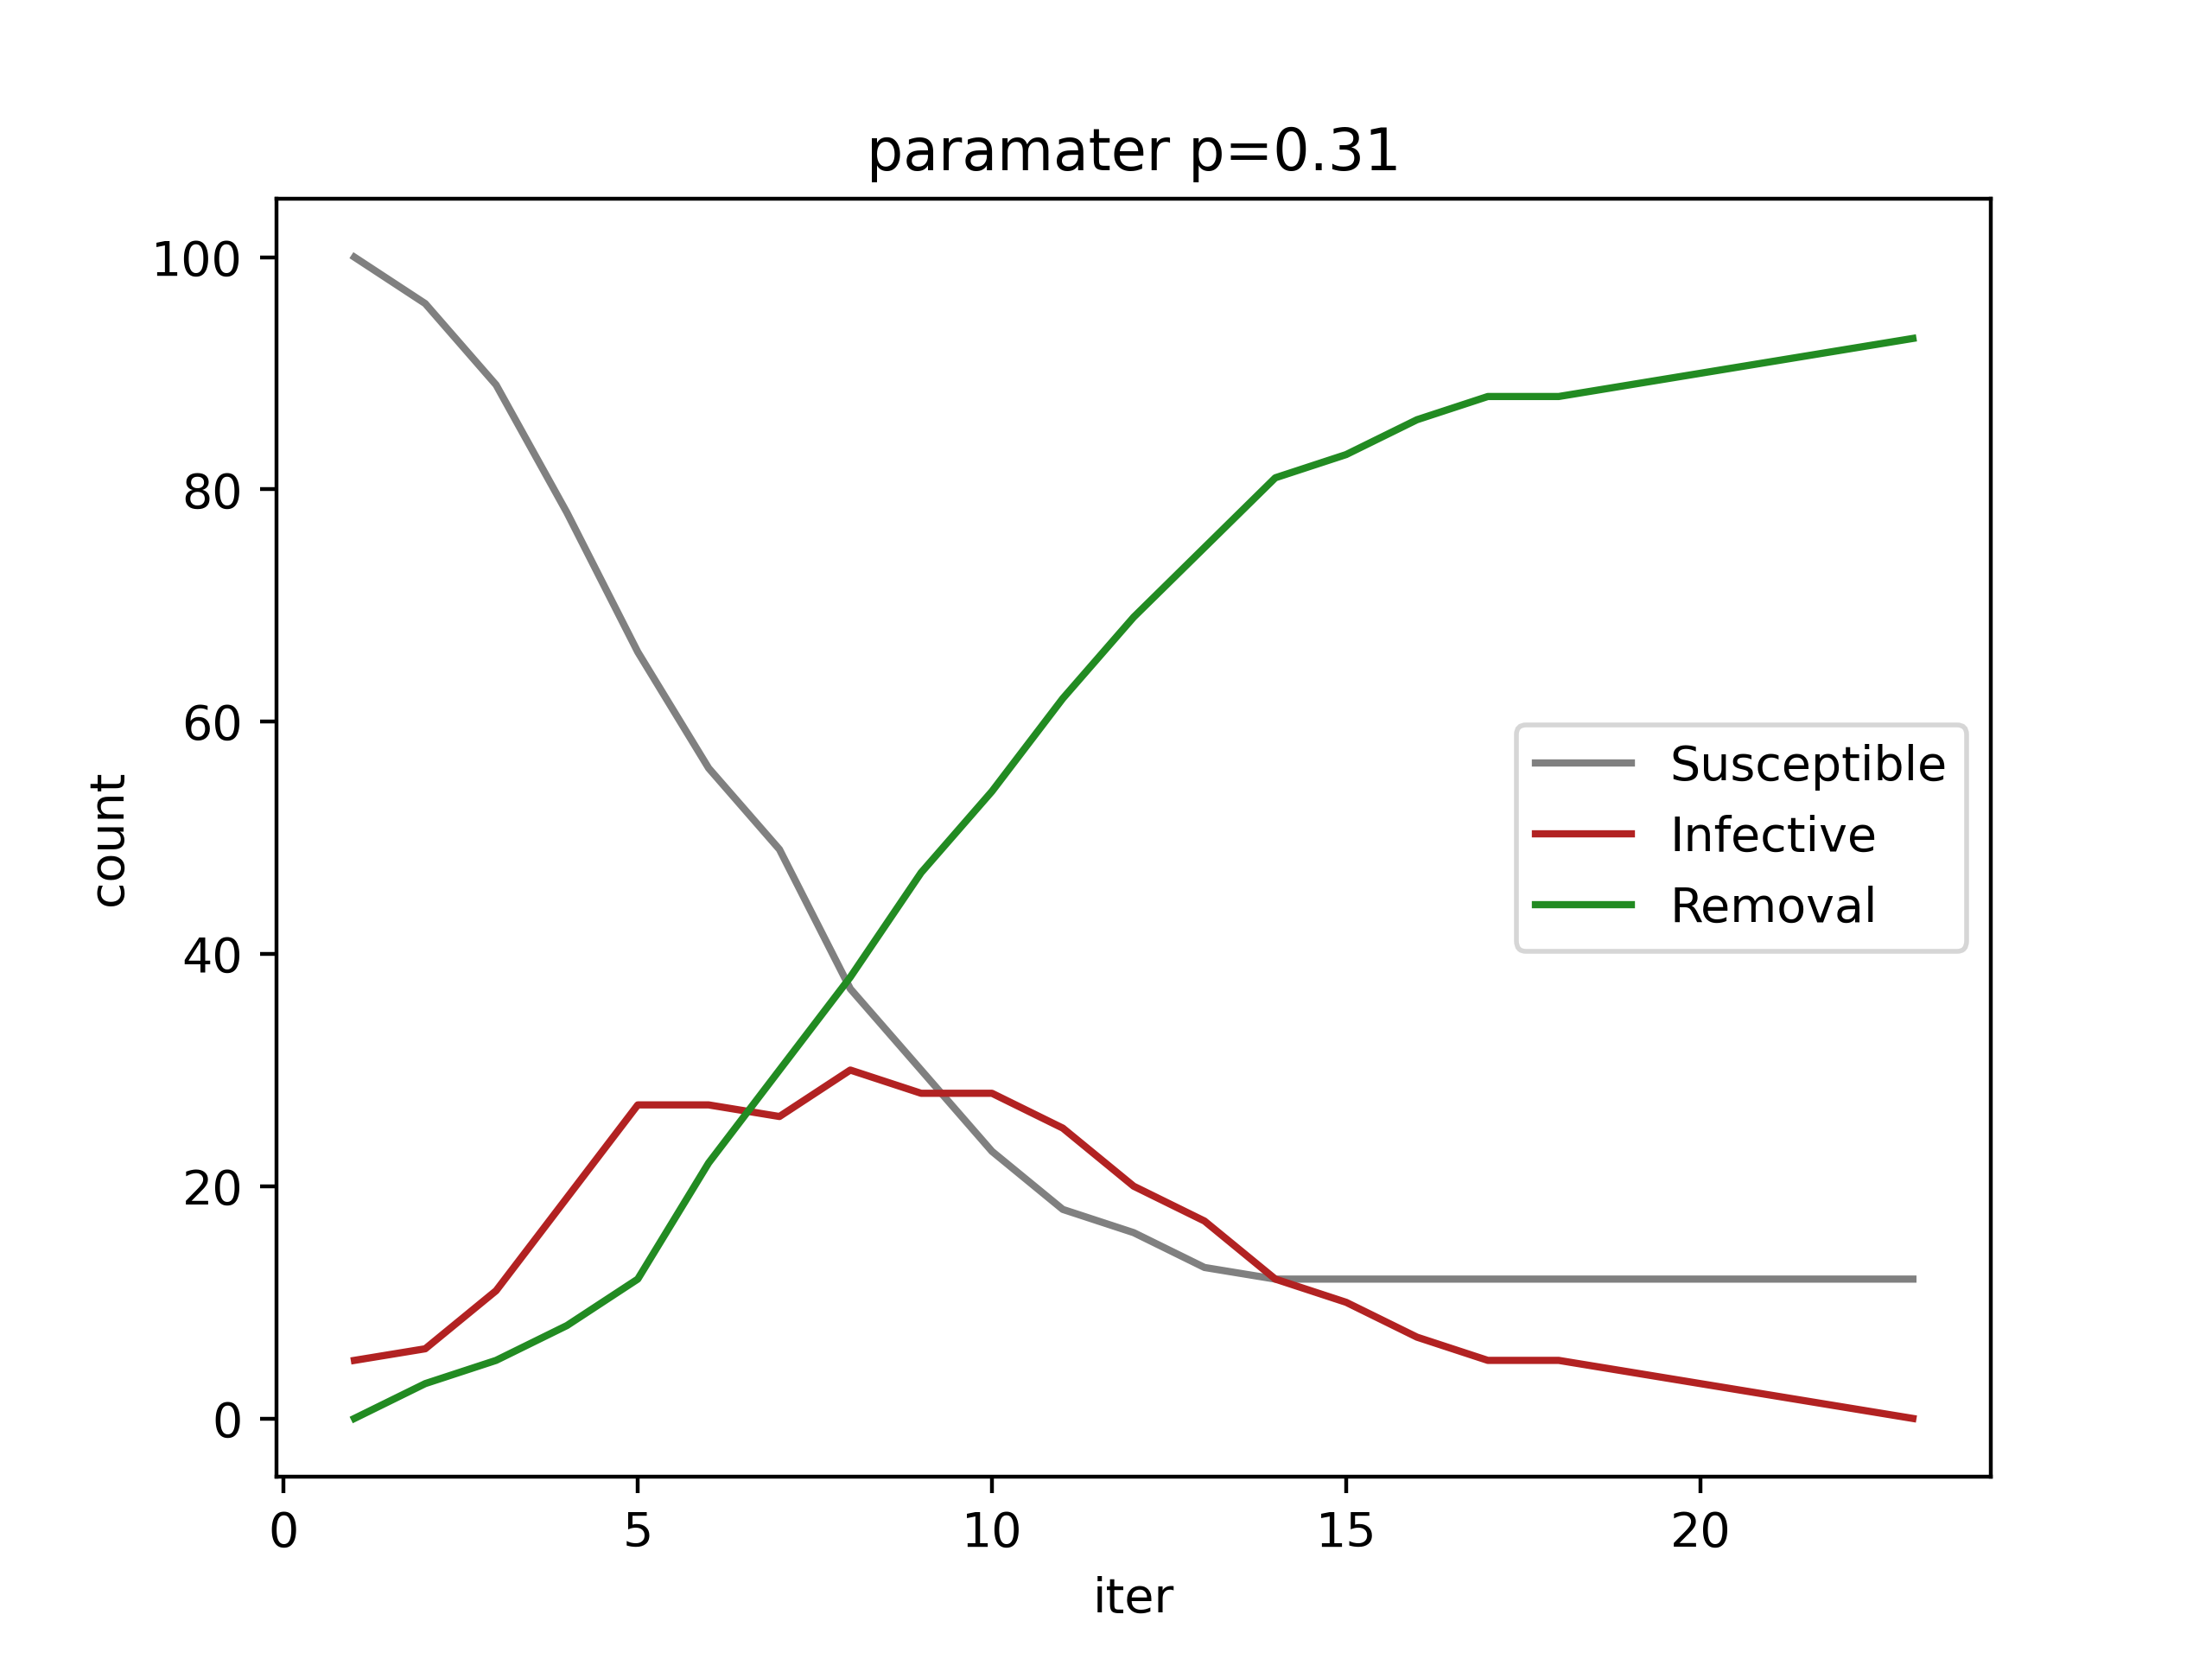 paramater p=0.31
100
80
60
40
20
0
count
Susceptible
Infective
Removal
0 5 10 15 20
iter